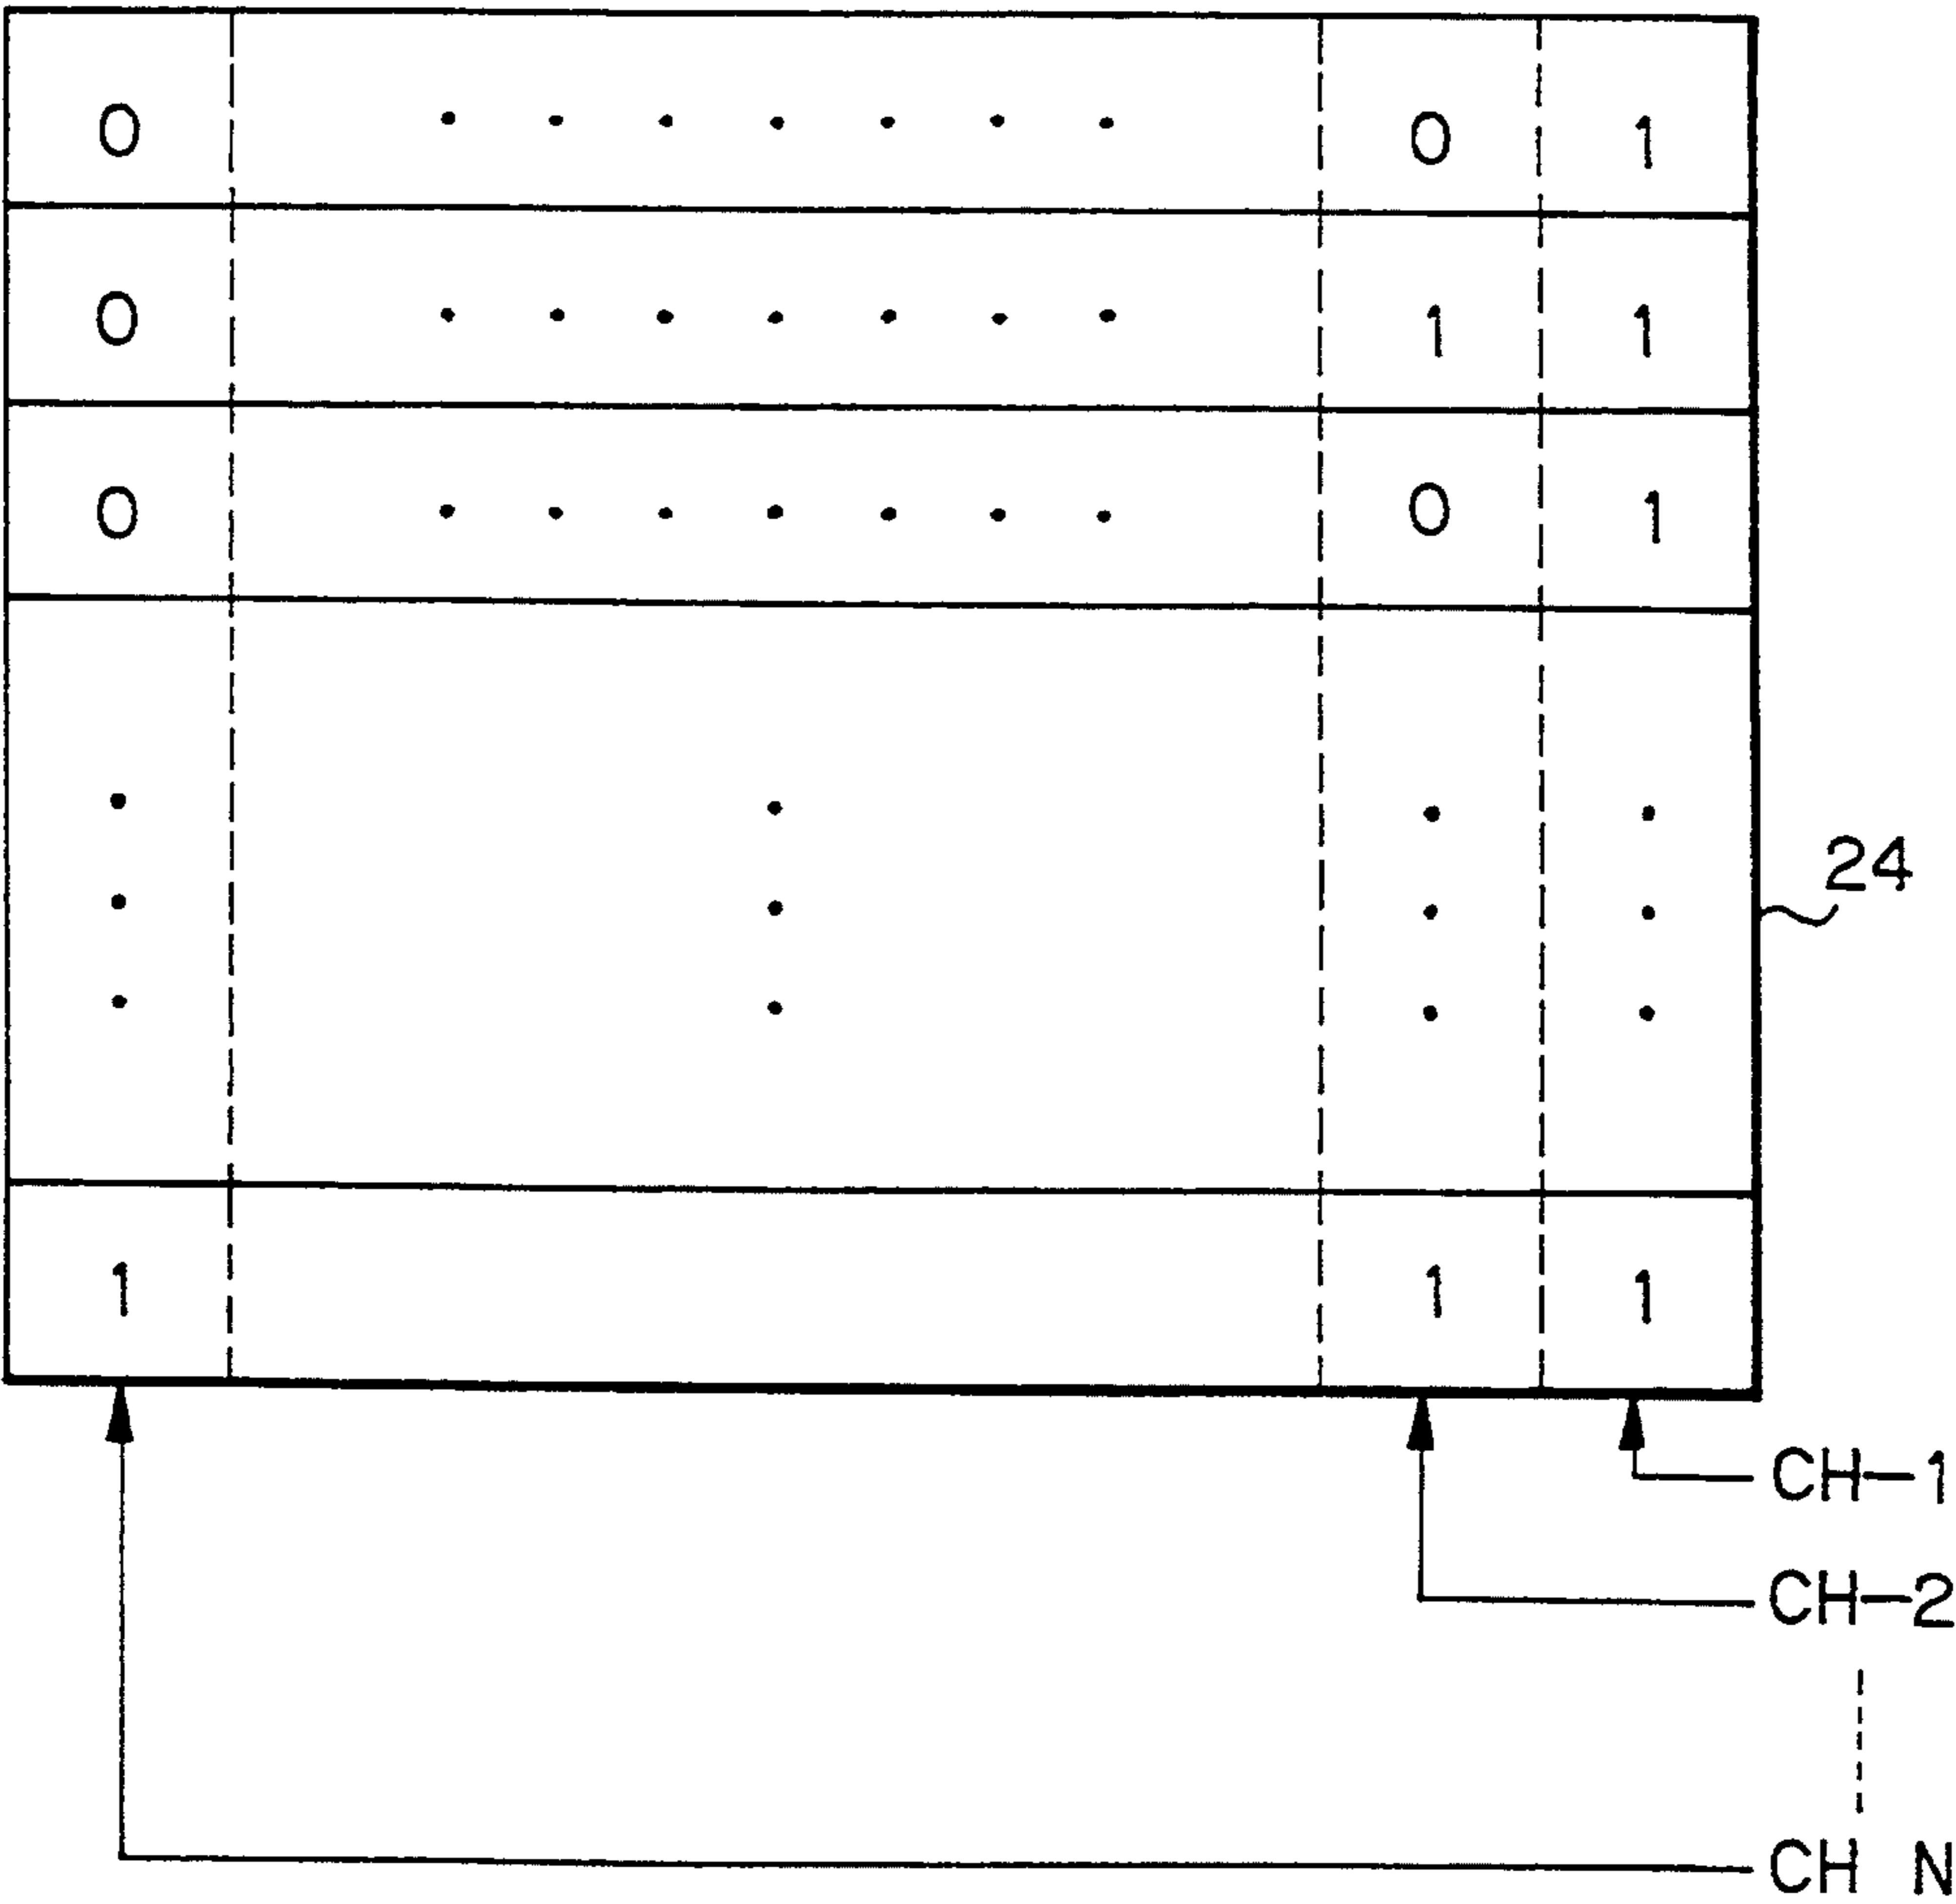 0 . . . . . . . 0 1
0 . . . . . . . 1 1
0 . . . . . . . 0 1
24
1 1 1
CH-1
CH-2
CH N